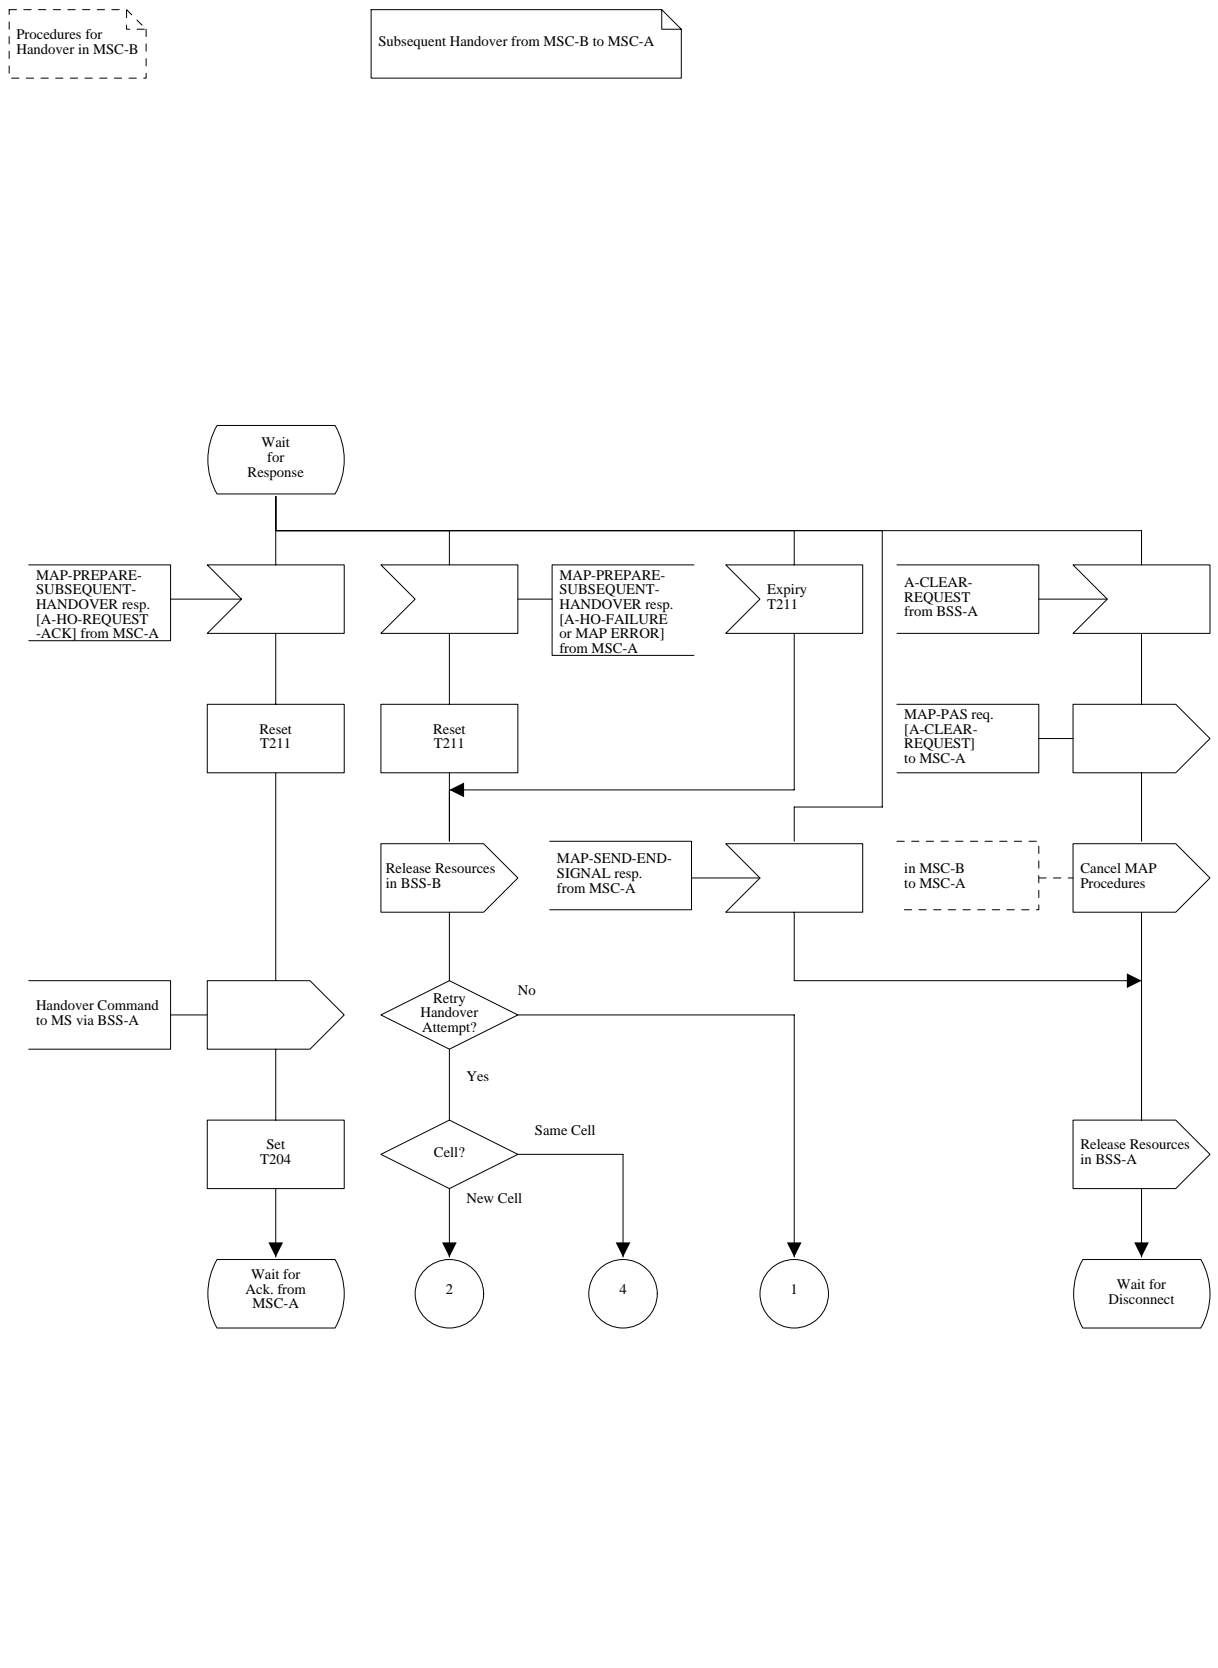 Procedures for
Handover in MSC-B
Subsequent Handover from MSC-B to MSC-A
Wait
for
Response
MAP-PREPARE-
SUBSEQUENT-
HANDOVER resp.
[A-HO-REQUEST
-ACK] from MSC-A
MAP-PREPARE-
SUBSEQUENT-
HANDOVER resp.
[A-HO-FAILURE
or MAP ERROR]
from MSC-A
Expiry
T211
A-CLEAR-
REQUEST
from BSS-A
Reset
T211
Reset
T211
MAP-PAS req.
[A-CLEAR-
REQUEST]
to MSC-A
Release Resources
in BSS-B
MAP-SEND-END-
SIGNAL resp.
from MSC-A
in MSC-B
to MSC-A
Cancel MAP
Procedures
Handover Command
to MS via BSS-A
Retry
Handover
Attempt?
No
Yes
Set
T204
Cell?
Same Cell
New Cell
Release Resources
in BSS-A
Wait for
Ack. from
MSC-A
2
4
1
Wait for
Disconnect